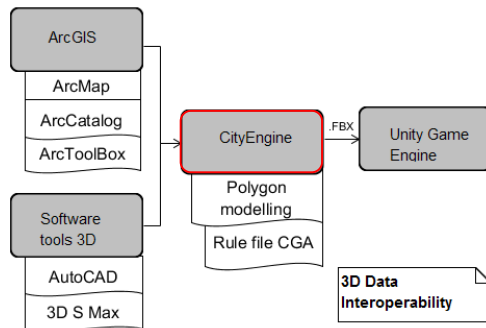 ArcGIS
ArcMap
ArcCatalog
ArcToolBox
Software
tools 3D
AutoCAD
3D S Max
CityEngine
Polygon
modelling
Rule file CGA
.FBX
Unity Game
Engine
3D Data
Interoperability